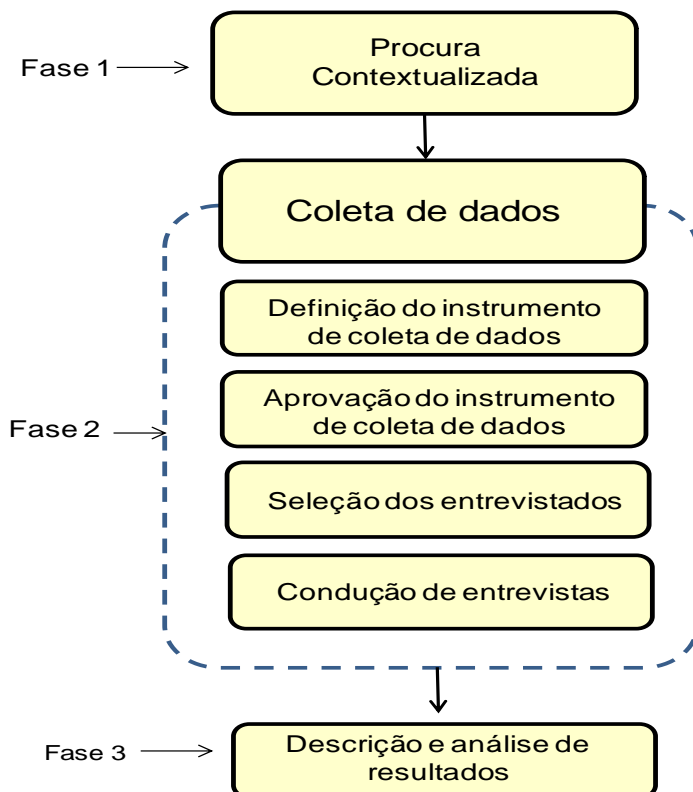 Fase 1
Procura
Contextualizada
Coleta de dados
Definição do instrumento
de coleta de dados
Aprovação do instrumento
de coleta de dados
Fase 2
Seleção dos entrevistados
Condução de entrevistas
Fase 3
Descrição e análise de
resultados